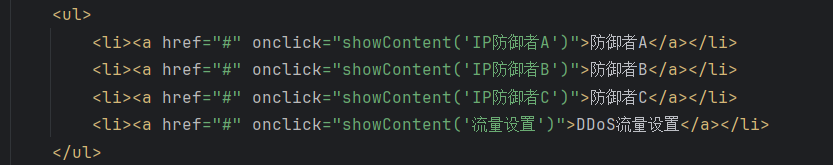 <ul>
<li><a href="#" onclick="showContent('IP防御者A')">防御者A</a></li>
<li><a href="#" onclick="showContent('IP防御者B')">防御者B</a></li>
<li><a href="#" onclick="showContent('IP防御者C')">防御者C</a></li>
<li><a href="#" onclick="showContent('流量设置')">DDoS流量设置</a></li>
</ul>